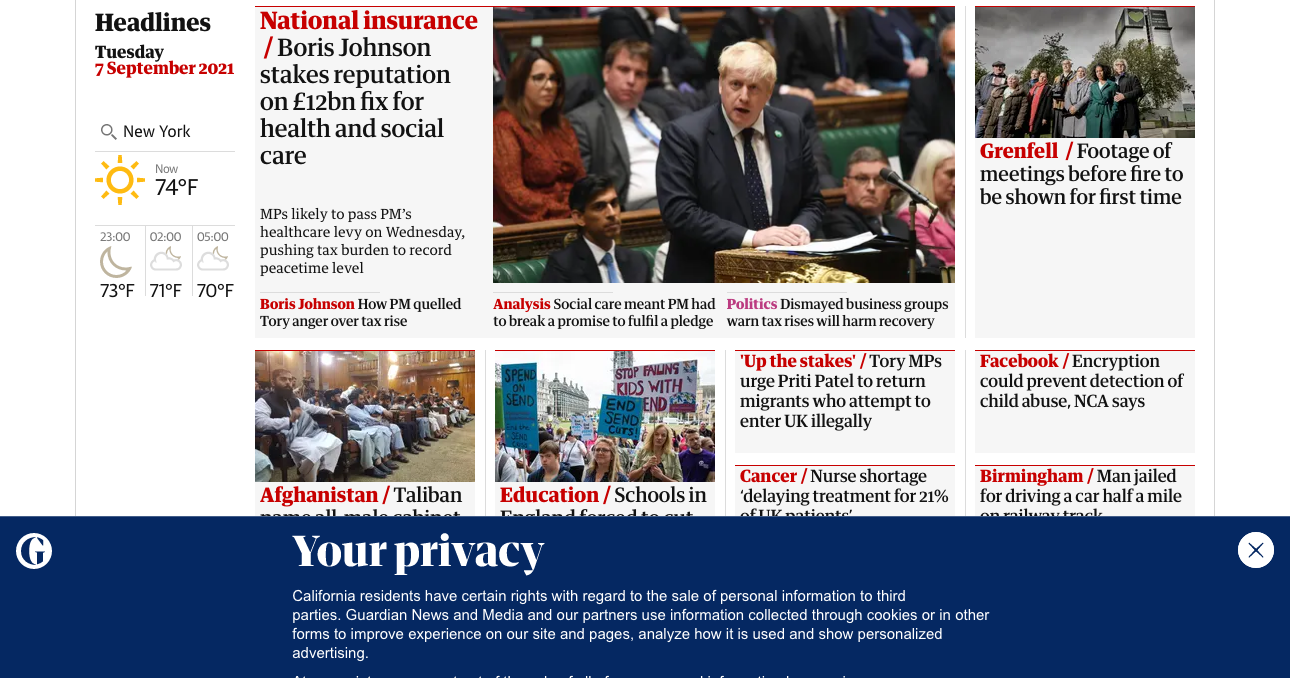 Headlines
Tuesday
7 September 2021
New York
Now
74°F
23:00
02:00
05:00
73°F
71°F
70°F
National insurance
/ Boris Johnson
stakes reputation
on £12bn fix for
health and social
care
MPs likely to pass PM's
healthcare levy on Wednesday,
pushing tax burden to record
peacetime level
Boris Johnson How PM quelled
Tory anger over tax rise
Analysis Social care meant PM had
to break a promise to fulfil a pledge
Politics Dismayed business groups
warn tax rises will harm recovery
Grenfell / Footage of
meetings before fire to
be shown for first time
Afghanistan / Taliban
name all-male cabinet
SPEND
ON
SEND
STOP FAILING
KIDS WITH
SEND
END
SEND
CUTS!
Education / Schools in
England forced to cut
'Up the stakes' / Tory MPs
urge Priti Patel to return
migrants who attempt to
enter UK illegally
Cancer / Nurse shortage
‘delaying treatment for 21%
of UK patients’
Facebook / Encryption
could prevent detection of
child abuse, NCA says
Birmingham / Man jailed
for driving a car half a mile
on railway track
Your privacy
California residents have certain rights with regard to the sale of personal information to third
parties. Guardian News and Media and our partners use information collected through cookies or in other
forms to improve experience on our site and pages, analyze how it is used and show personalized
advertising.